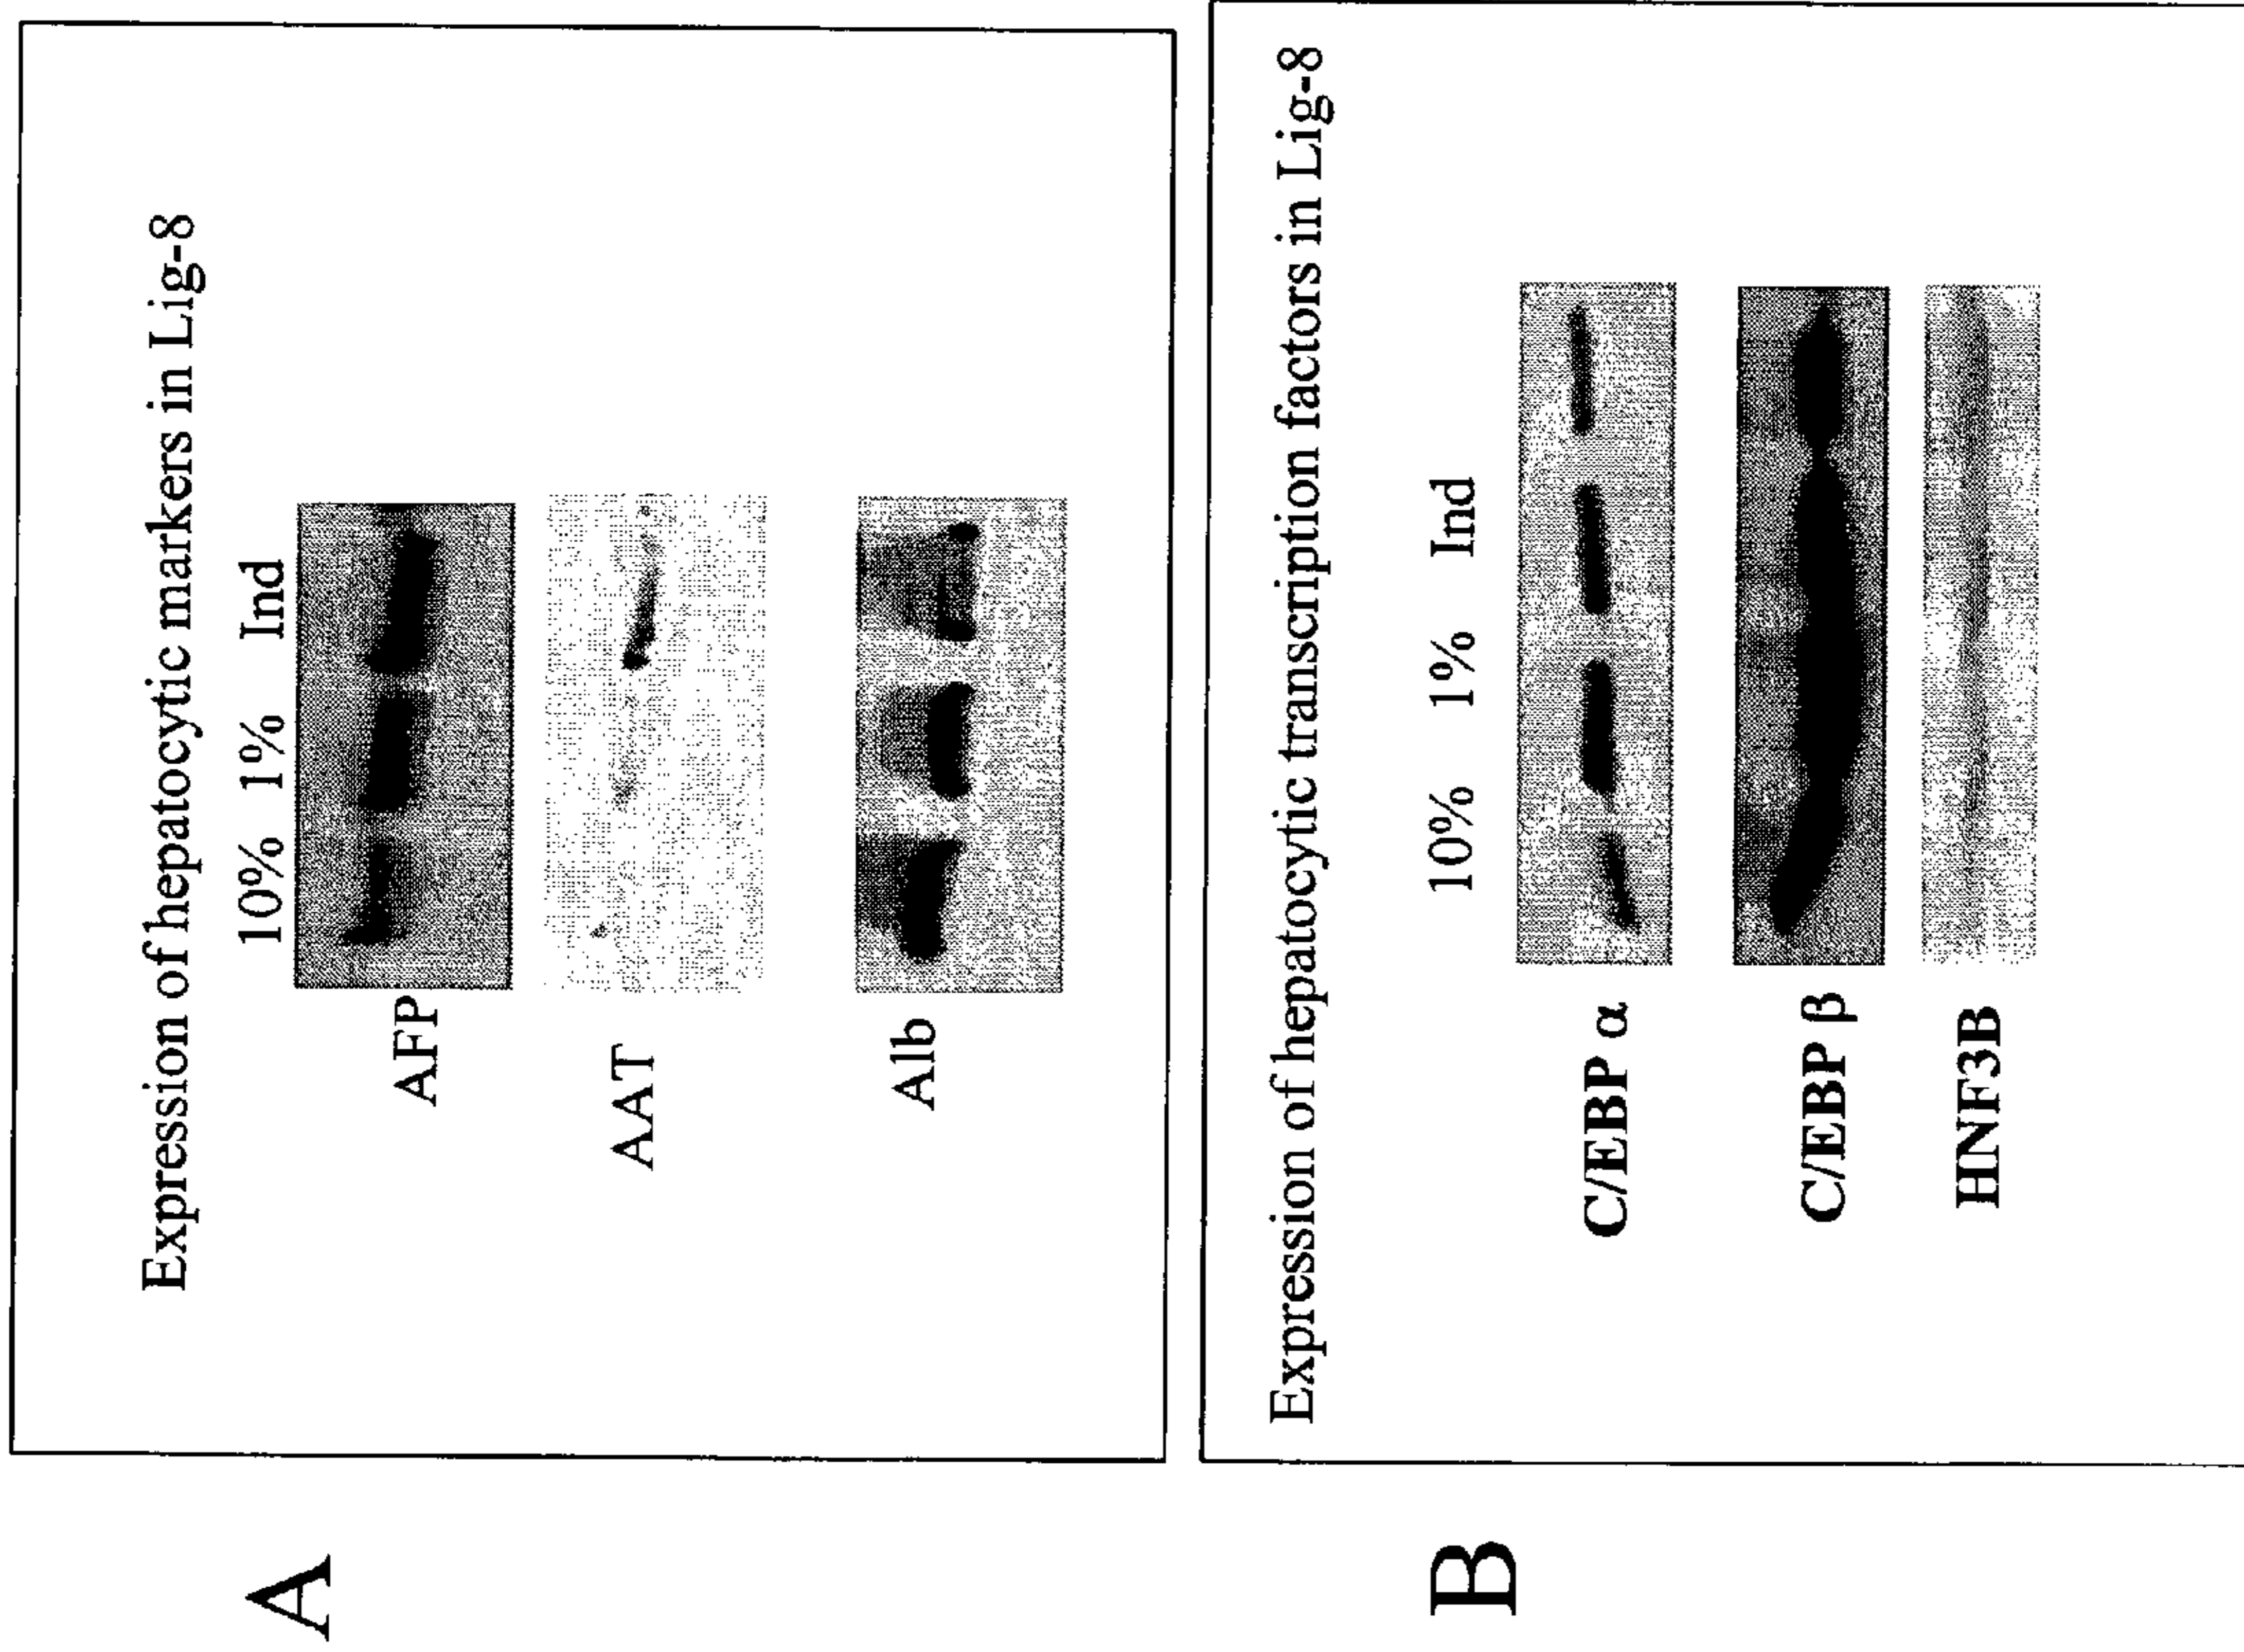 A
Expression of hepatocytic markers in Lig-8
10% 1% Ind
AFP
AAT
Alb
B
Expression of hepatocytic transcription factors in Lig-8
10% 1% Ind
C/EBP α
C/EBP β
HNF3B